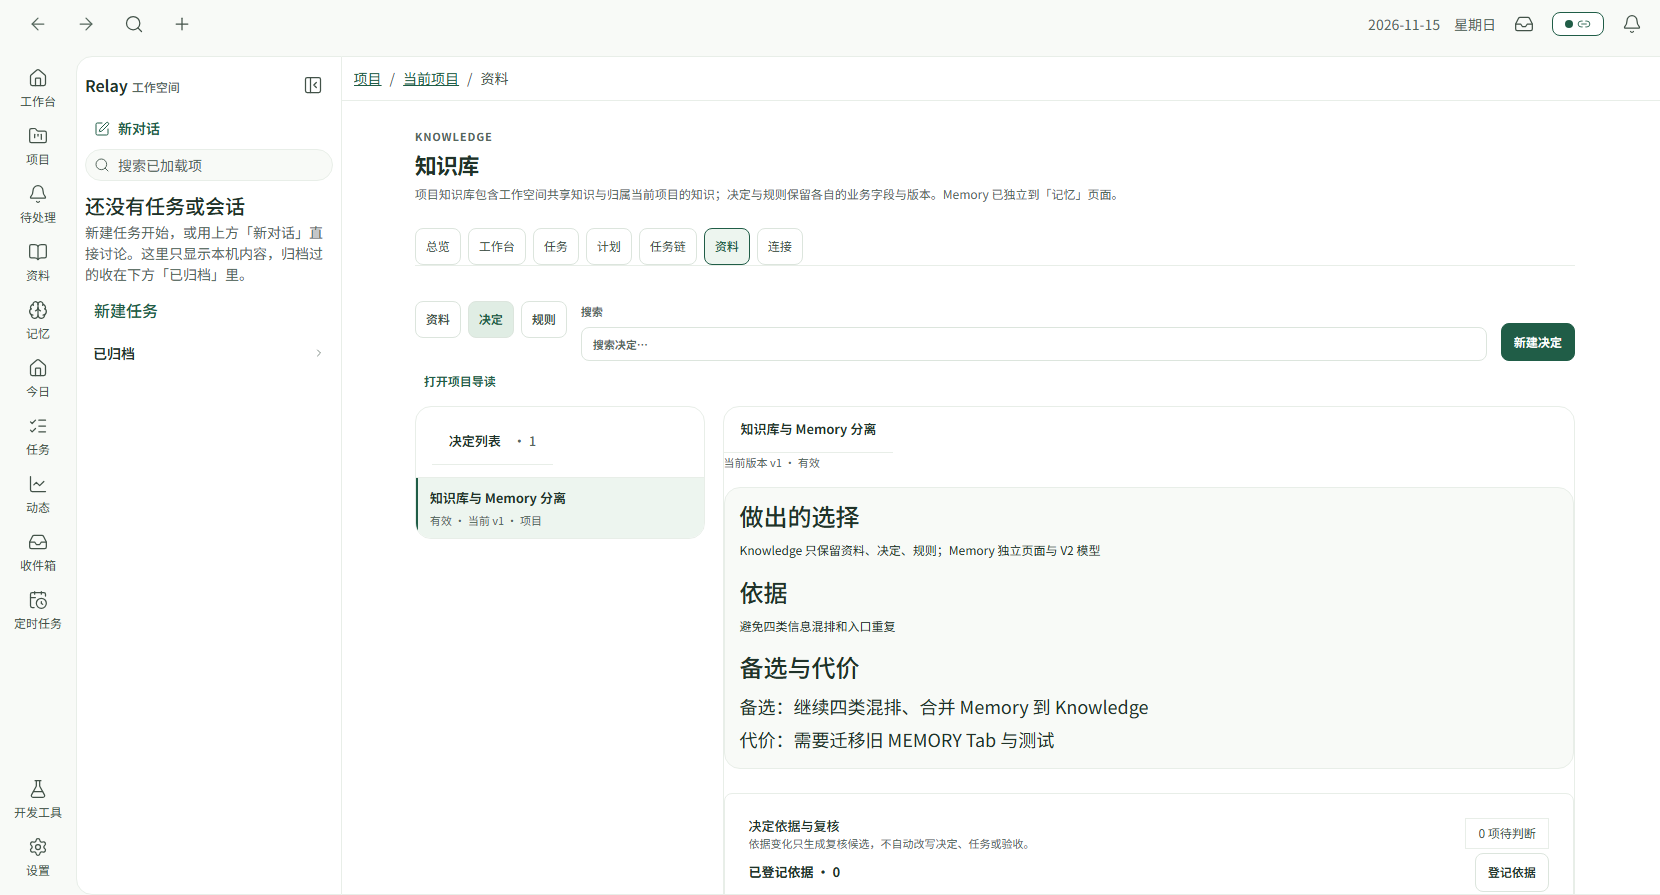 2026-11-15 星期日
工作台
项目
待处理
资料
记忆
今日
任务
动态
收件箱
定时任务
开发工具
设置
Relay 工作空间
新对话
搜索已加载项
还没有任务或会话
新建任务开始，或用上方「新对话」直
接讨论。这里只显示本机内容，归档过
的收在下方「已归档」里。
新建任务
已归档
项目 / 当前项目 / 资料
KNOWLEDGE
知识库
项目知识库包含工作空间共享知识与归属当前项目的知识；决定与规则保留各自的业务字段与版本。Memory 已独立到「记忆」页面。
总览 工作台 任务 计划 任务链 资料 连接
资料 决定 规则
搜索
搜索决定…
新建决定
打开项目导读
决定列表 · 1
知识库与 Memory 分离
有效 · 当前 v1 · 项目
知识库与 Memory 分离
当前版本 v1 · 有效
做出的选择
Knowledge 只保留资料、决定、规则；Memory 独立页面与 V2 模型
依据
避免四类信息混排和入口重复
备选与代价
备选：继续四类混排、合并 Memory 到 Knowledge
代价：需要迁移旧 MEMORY Tab 与测试
决定依据与复核
依据变化只生成复核候选，不自动改写决定、任务或验收。
0 项待判断
已登记依据 · 0
登记依据